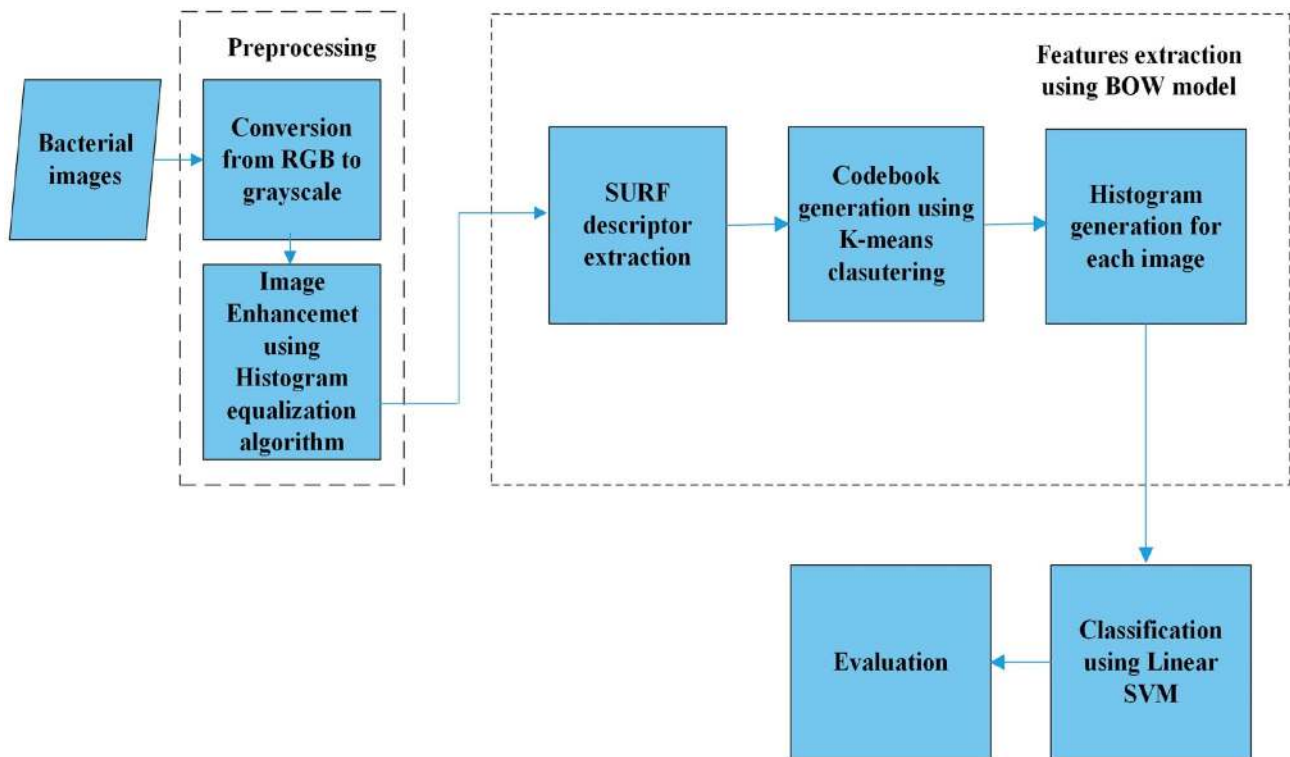 Preprocessing
Bacterial
images
Conversion
from RGB to
grayscale
Image
Enhancemet
using
Histogram
equalization
algorithm
Features extraction
using BOW model
SURF
descriptor
extraction
Codebook
generation using
K-means
clasutering
Histogram
generation for
each image
Classification
using Linear
SVM
Evaluation